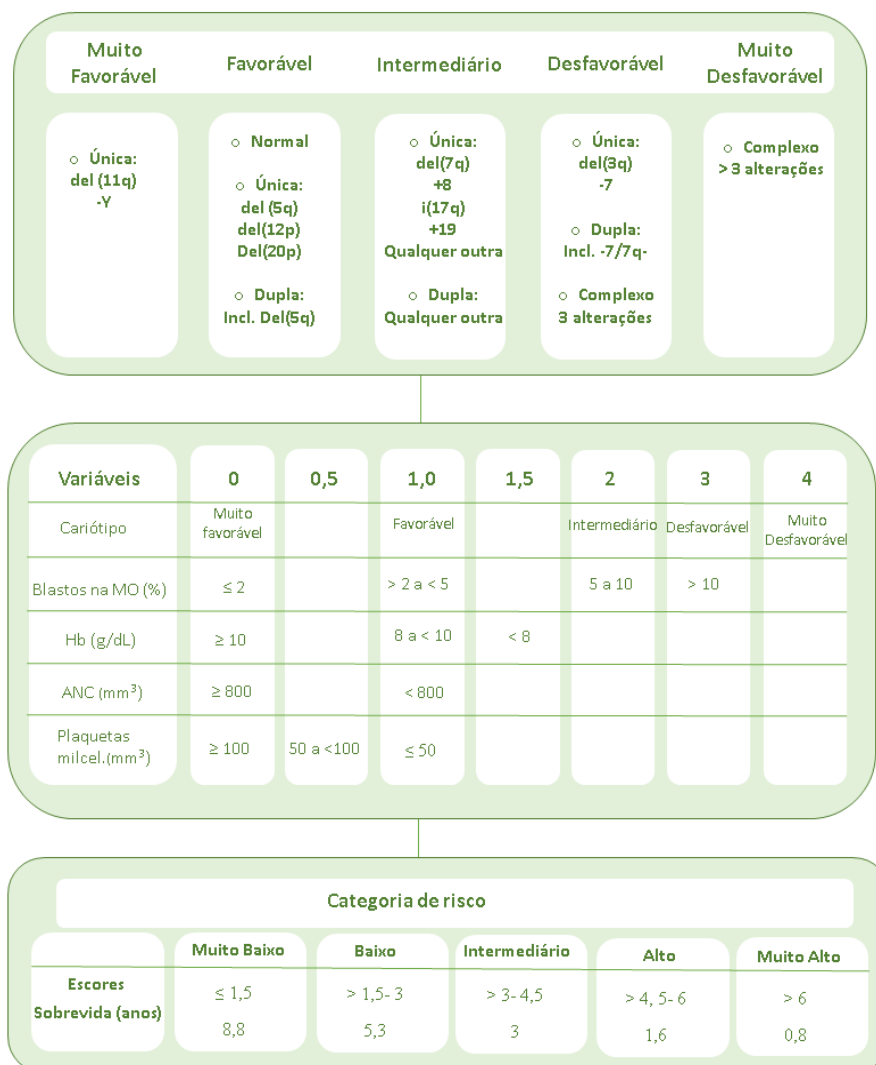 Muito Favorável
Favorável
Intermediário
Desfavorável
Muito Desfavorável
○ Única:
del (11q)
-Y
○ Normal
○ Única:
del (5q)
del(12p)
Del(20p)
○ Dupla:
Incl. Del(5q)
○ Única:
del(7q)
+8
i(17q)
+19
Qualquer outra
○ Dupla:
Qualquer outra
○ Única:
del(3q)
-7
○ Dupla:
Incl. -7/7q-
○ Complexo
3 alterações
○ Complexo
> 3 alterações
Variáveis 0 0,5 1,0 1,5 2 3 4
Cariótipo Muito favorável Favorável Intermediário Desfavorável Muito Desfavorável
Blastos na MO (%) ≤ 2 > 2 a < 5 5 a 10 > 10
Hb (g/dL) ≥ 10 8 a < 10 < 8
ANC (mm³) ≥ 800 < 800
Plaquetas milcel.(mm³) ≥ 100 50 a <100 ≤ 50
Categoria de risco
Muito Baixo Baixo Intermediário Alto Muito Alto
Escores ≤ 1,5 > 1,5- 3 > 3- 4,5 > 4, 5- 6 > 6
Sobrevida (anos) 8,8 5,3 3 1,6 0,8